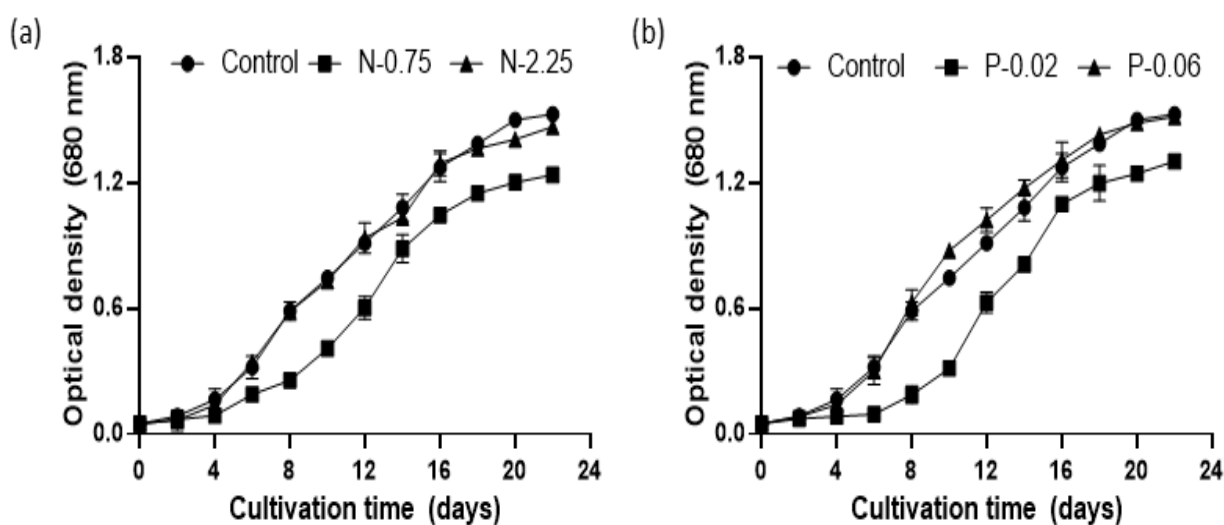 (a)
Control N-0.75 N-2.25
Optical density (680 nm)
1.8
1.2
0.6
0.0
0 4 8 12 16 20 24
Cultivation time (days)
(b)
Control P-0.02 P-0.06
Optical density (680 nm)
1.8
1.2
0.6
0.0
0 4 8 12 16 20 24
Cultivation time (days)